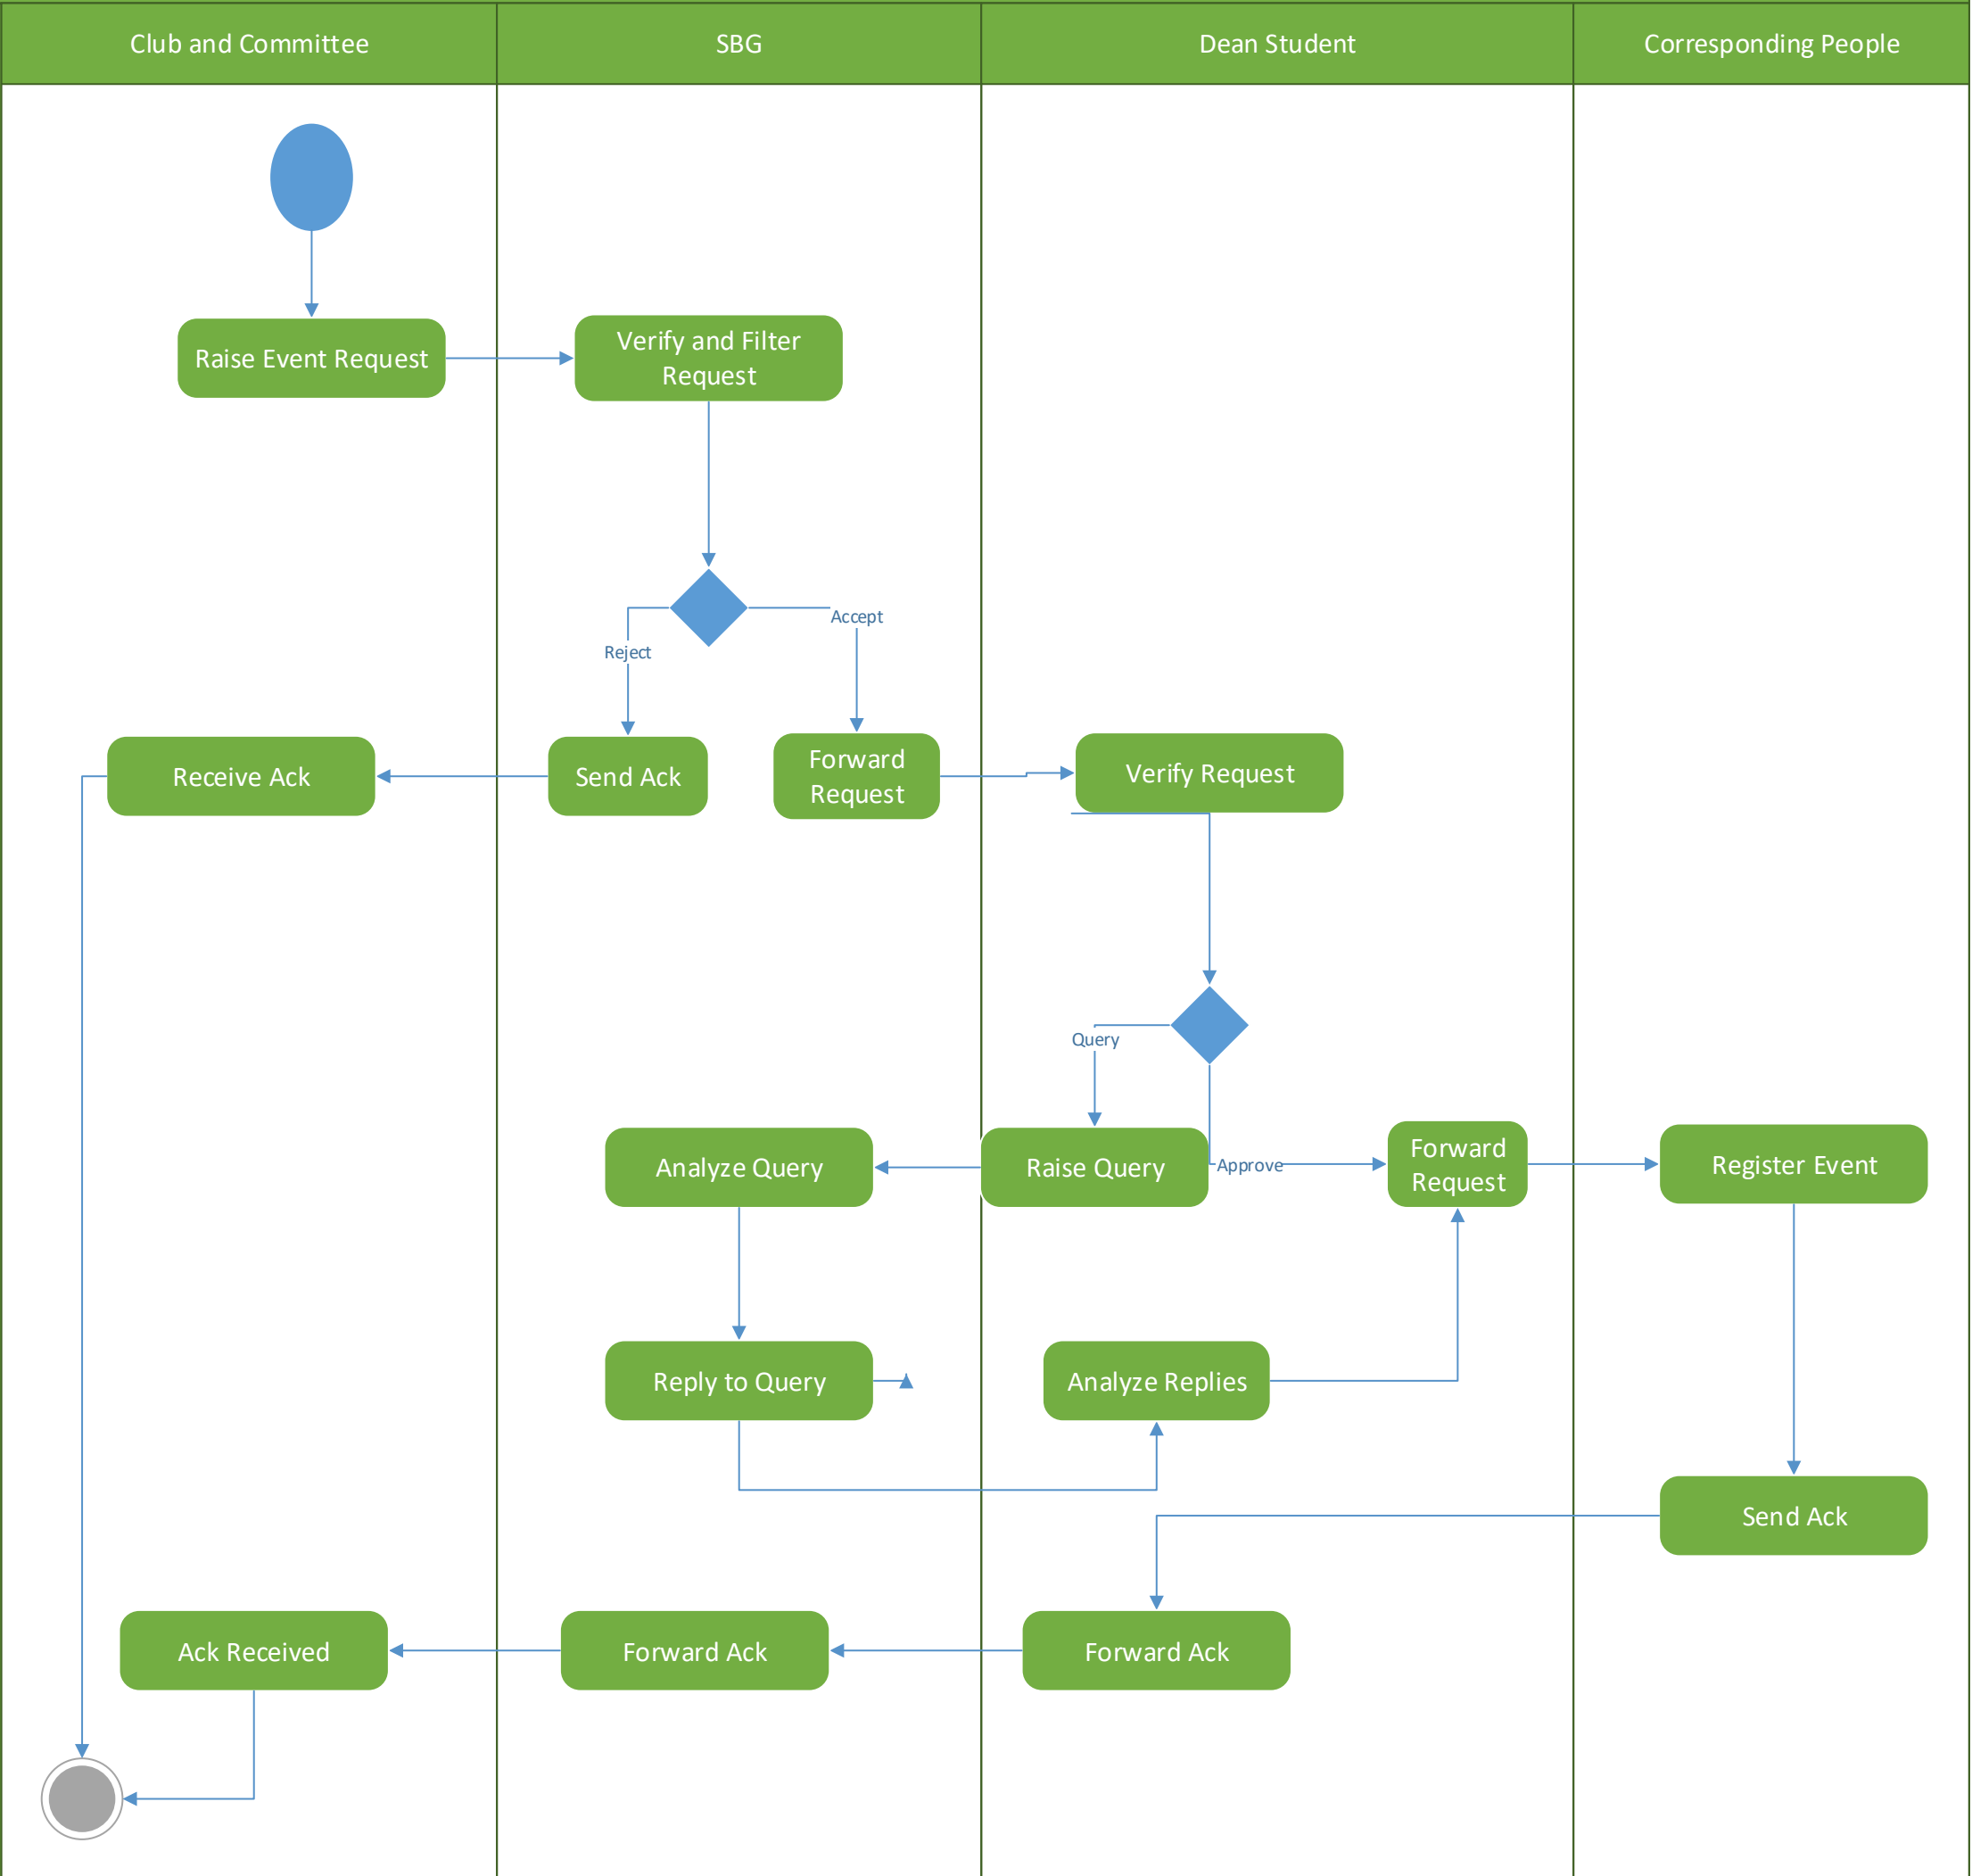 Club and Committee
SBG
Dean Student
Corresponding People
Raise Event Request
Verify and Filter
Request
Accept
Reject
Receive Ack
Send Ack
Forward
Request
Verify Request
Query
Analyze Query
Raise Query
Approve
Forward
Request
Register Event
Reply to Query
Analyze Replies
Send Ack
Ack Received
Forward Ack
Forward Ack